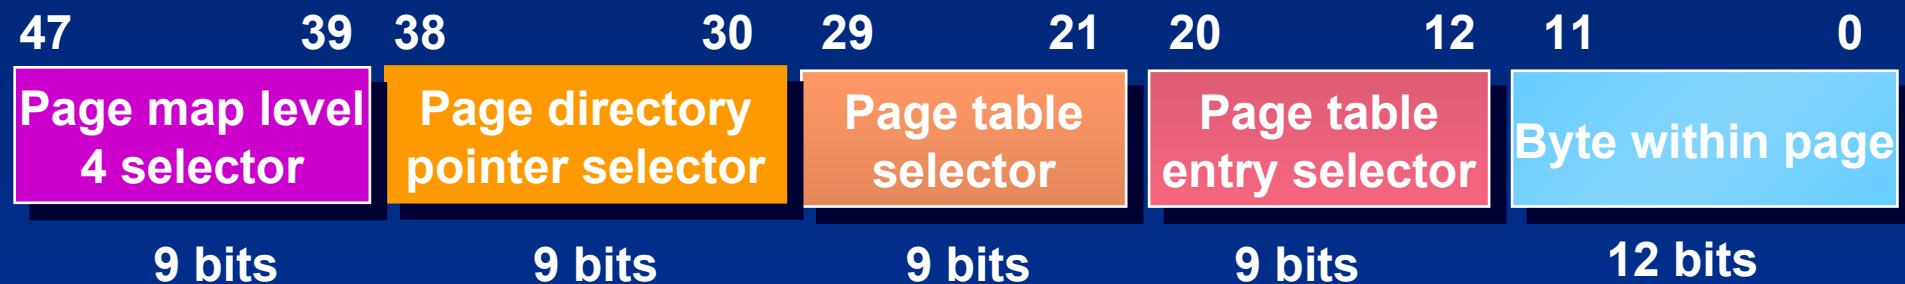 47 39 38 30 29 21 20 12 11 0
Page map level
4 selector
Page directory
pointer selector
Page table
selector
Page table
entry selector
Byte within page
9 bits 9 bits 9 bits 9 bits 12 bits